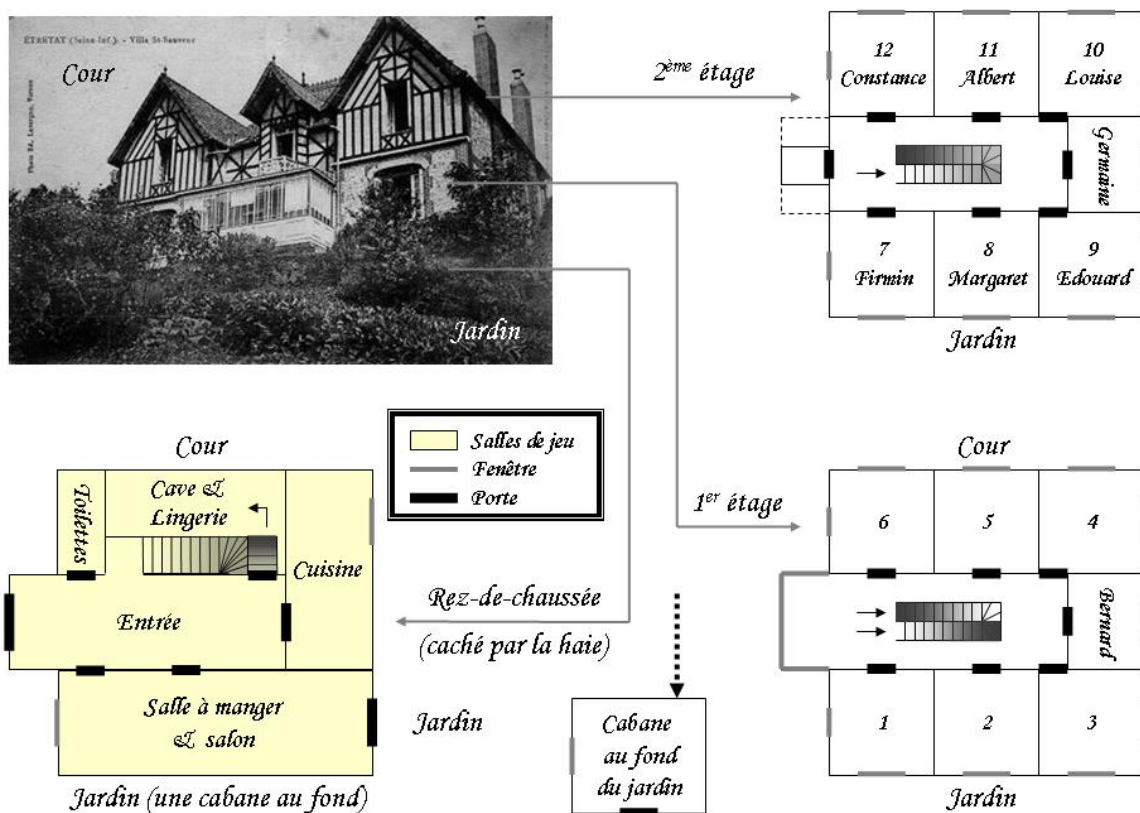 ÉTRETAT (Seine-Inf.). - Villa St-Sauveur
Cour
Jardin
2ème étage
12
Constance
11
Albert
10
Louise
Germaine
7
Firmin
8
Margaret
9
Edouard
Jardin
Salles de jeu
Fenêtre
Porte
1er étage
Cour
6
5
4
Bernard
1
2
3
Jardin
Cour
Toilettes
Cave &
Lingerie
Cuisine
Entrée
Salle à manger
& salon
Jardin
Jardin (une cabane au fond)
Rez-de-chaussée
(caché par la haie)
Cabane
au fond
du jardin